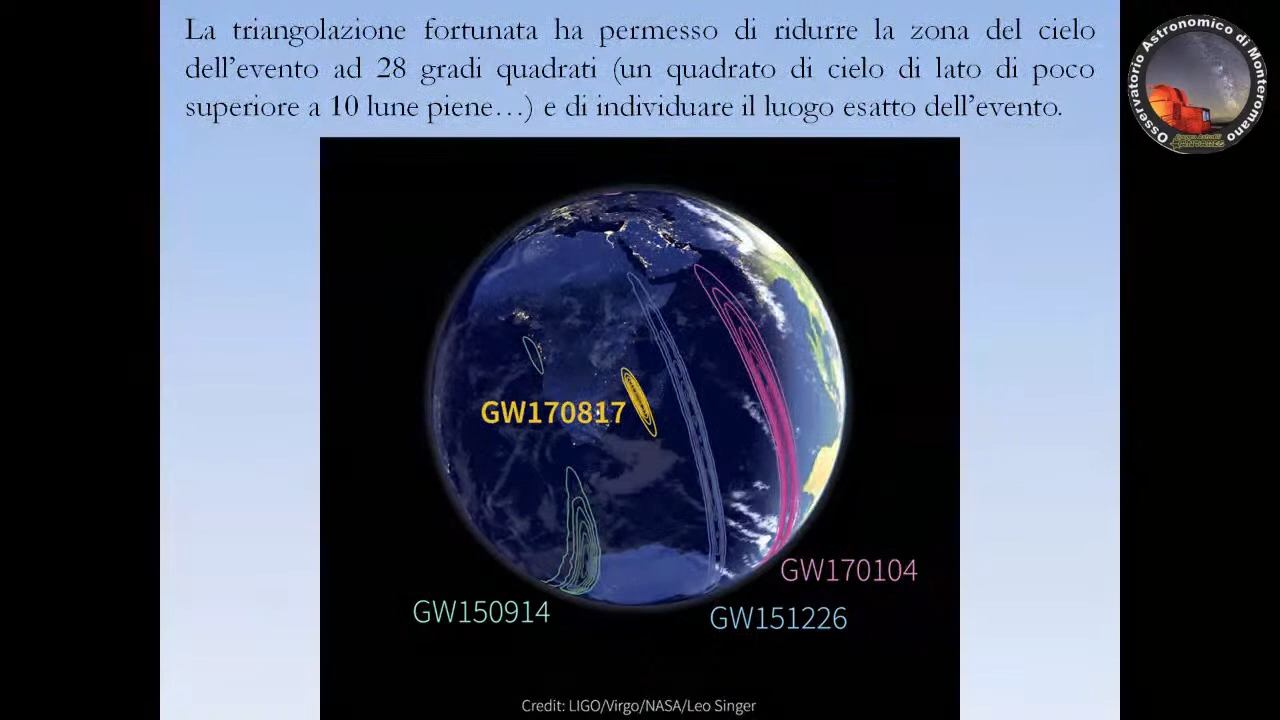 La triangolazione fortunata ha permesso di ridurre la zona del cielo
dell'evento ad 28 gradi quadrati (un quadrato di cielo di lato di poco
superiore a 10 lune piene…) e di individuare il luogo esatto dell'evento.
Osservatorio Astronomico di Monteromano
GW170817
GW170104
GW150914
GW151226
Credit: LIGO/Virgo/NASA/Leo Singer